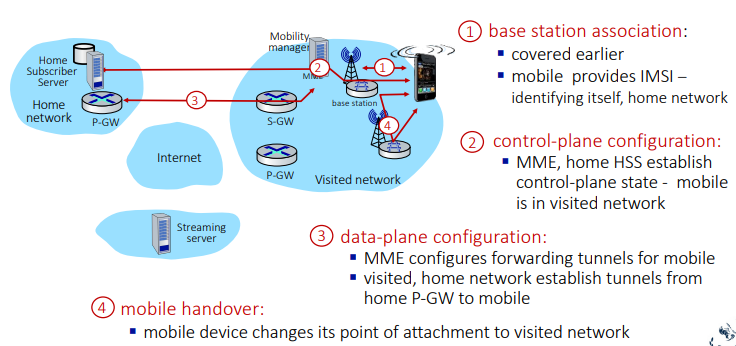 Home
Subscriber
Server
Home
network
P-GW
3
Internet
Streaming
server
Mobility
manager
MME
2
1
base station
S-GW
4
P-GW
Visited network
1 base station association:
▪ covered earlier
▪ mobile provides IMSI –
identifying itself, home network
2 control-plane configuration:
▪ MME, home HSS establish
control-plane state - mobile
is in visited network
3 data-plane configuration:
▪ MME configures forwarding tunnels for mobile
▪ visited, home network establish tunnels from
home P-GW to mobile
4 mobile handover:
▪ mobile device changes its point of attachment to visited network